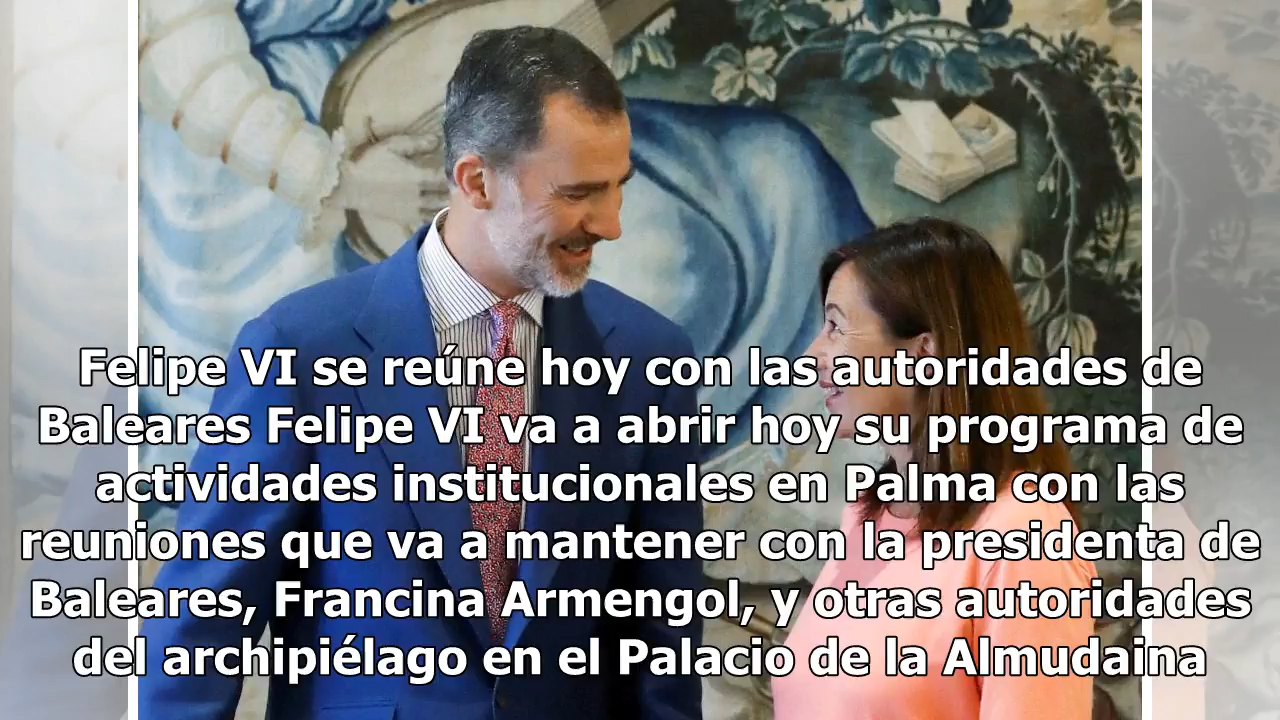 Felipe VI se reúne hoy con las autoridades de
Baleares Felipe VI va a abrir hoy su programa de
actividades institucionales en Palma con las
reuniones que va a mantener con la presidenta de
Baleares, Francina Armengol, y otras autoridades
del archipiélago en el Palacio de la Almudaina